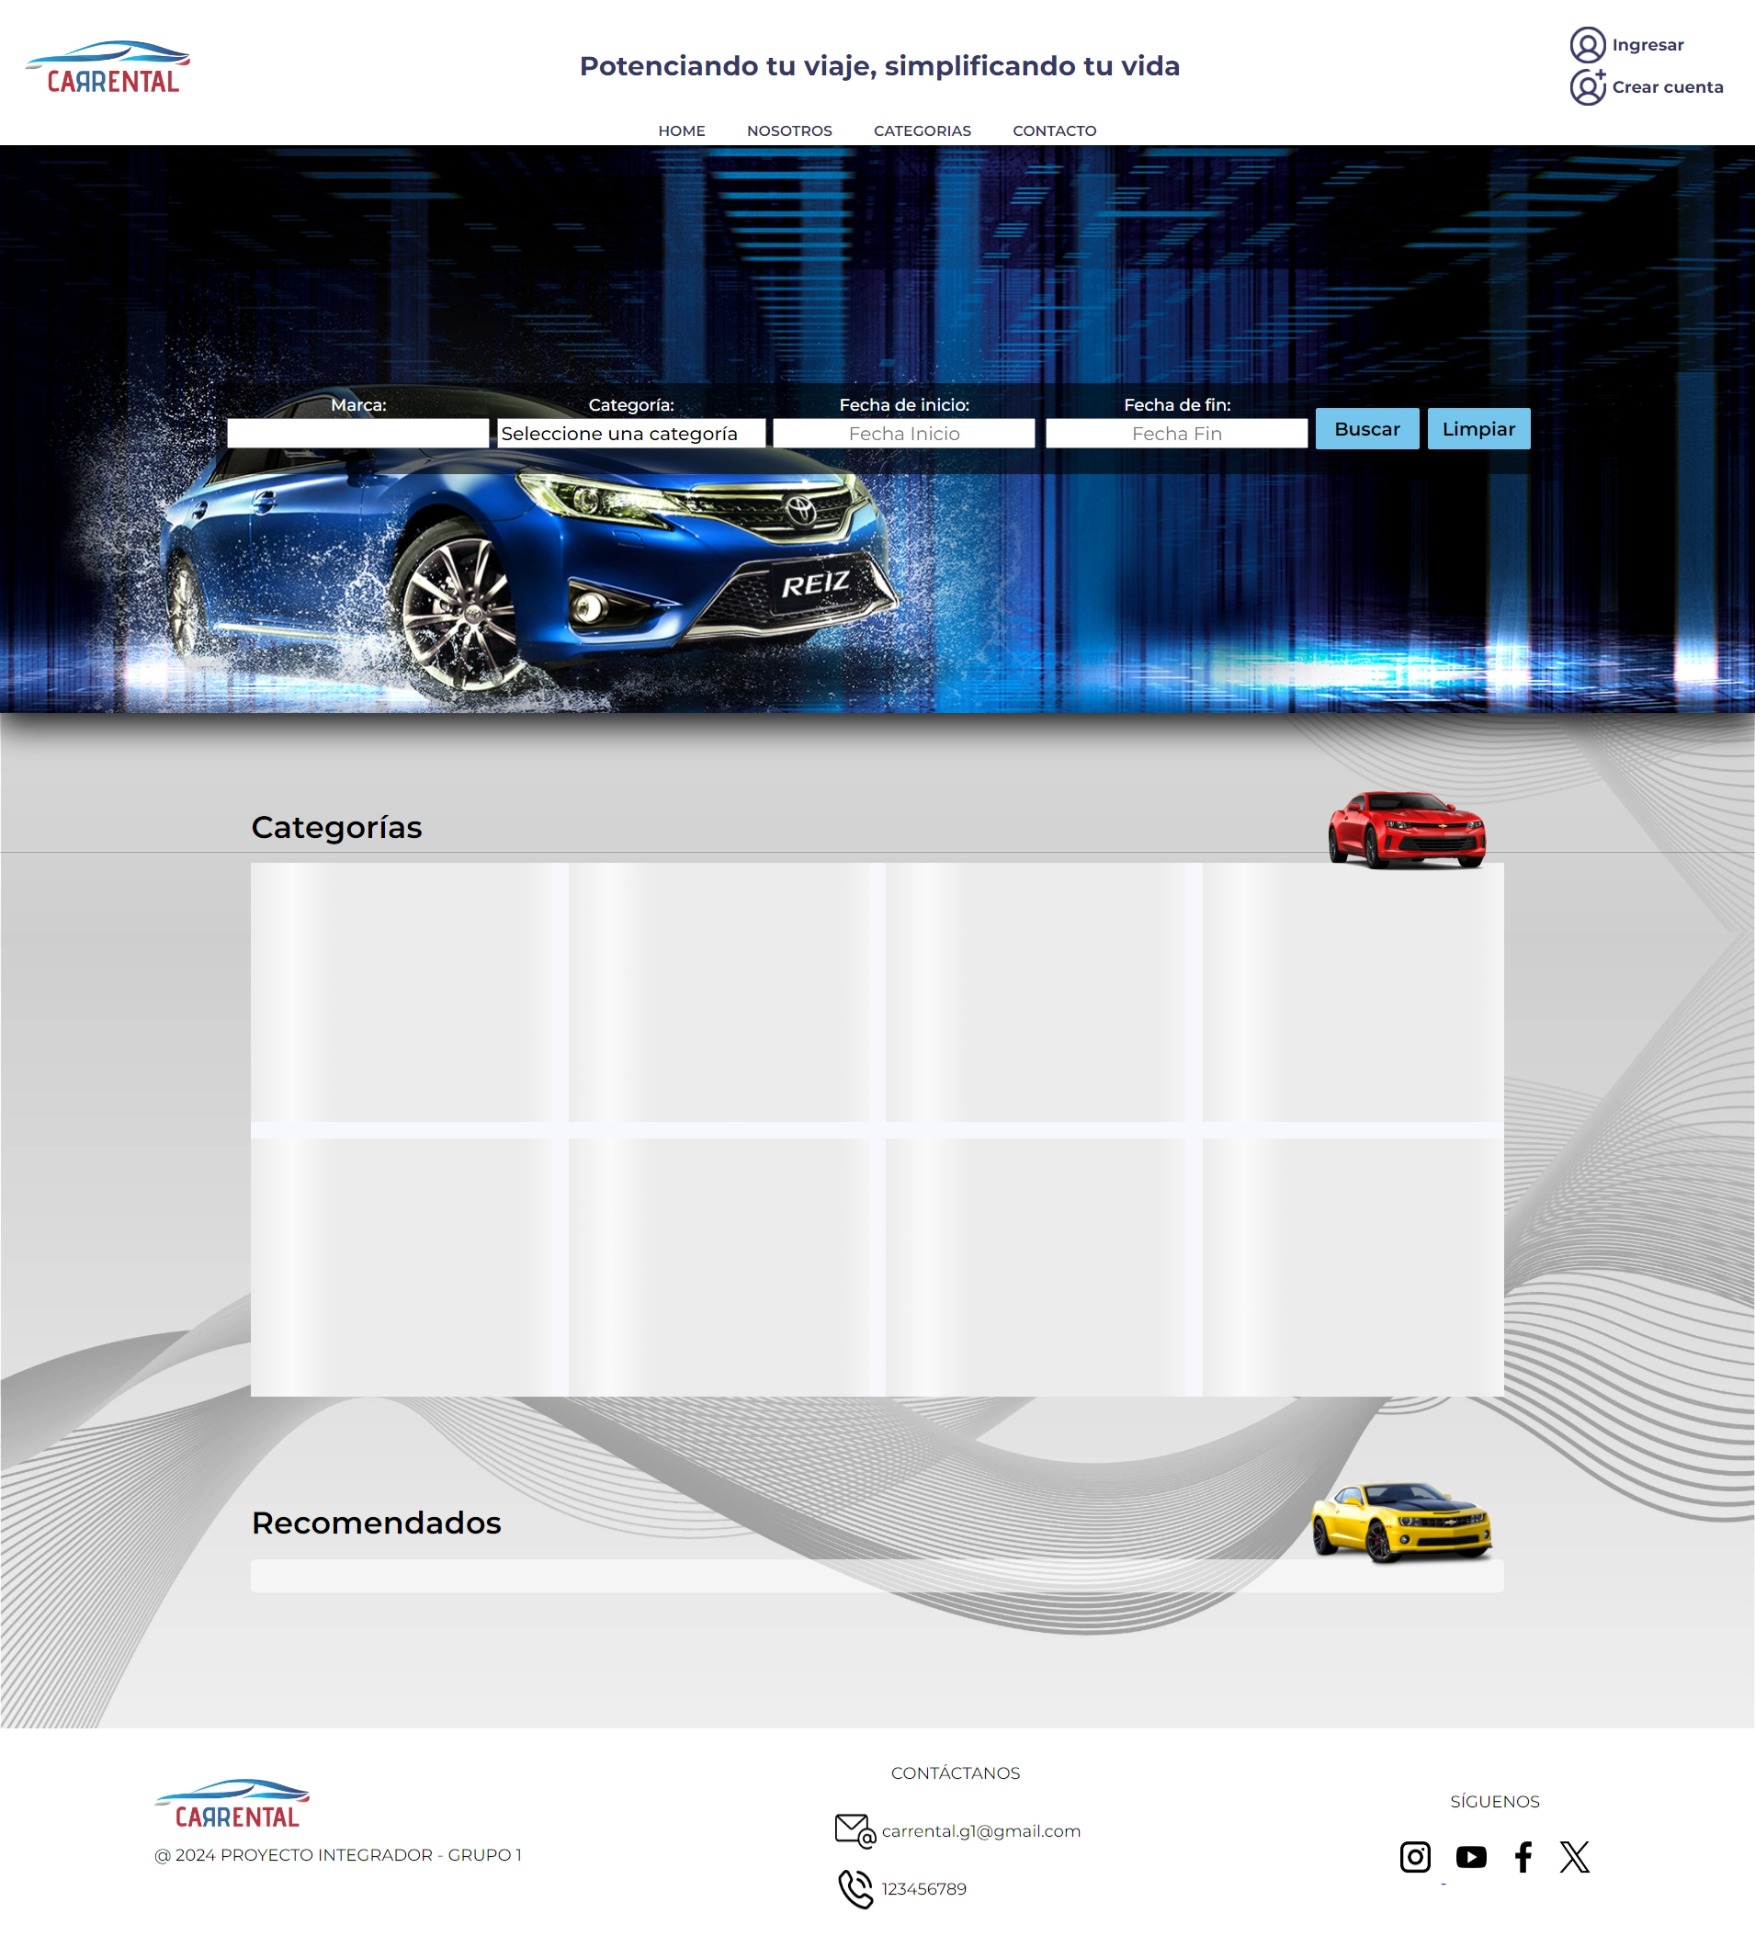 CARRENTAL
Potenciando tu viaje, simplificando tu vida
Ingresar
Crear cuenta
HOME NOSOTROS CATEGORIAS CONTACTO
Marca: Categoría: Fecha de inicio: Fecha de fin:
Seleccione una categoría Fecha Inicio Fecha Fin Buscar Limpiar
REIZ
Categorías
Recomendados
CARRENTAL
@ 2024 PROYECTO INTEGRADOR - GRUPO 1
CONTÁCTANOS
carrental.g1@gmail.com
123456789
SÍGUENOS